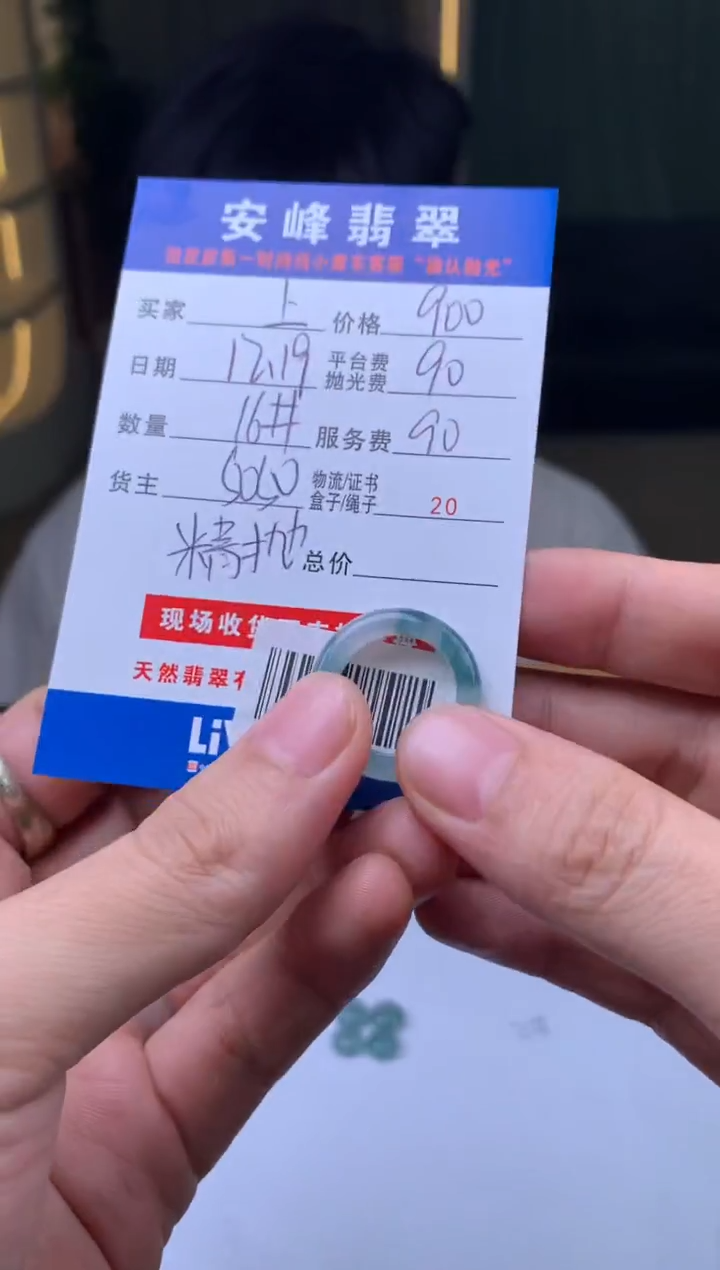 安峰翡翠
买家 上 价格 900
日期 12.19 平台费 抛光费 90
数量 16# 服务费 90
货主 SOSO 物流/证书 盒子/绳子 20
精抛 总价
现场收货
天然翡翠
Li